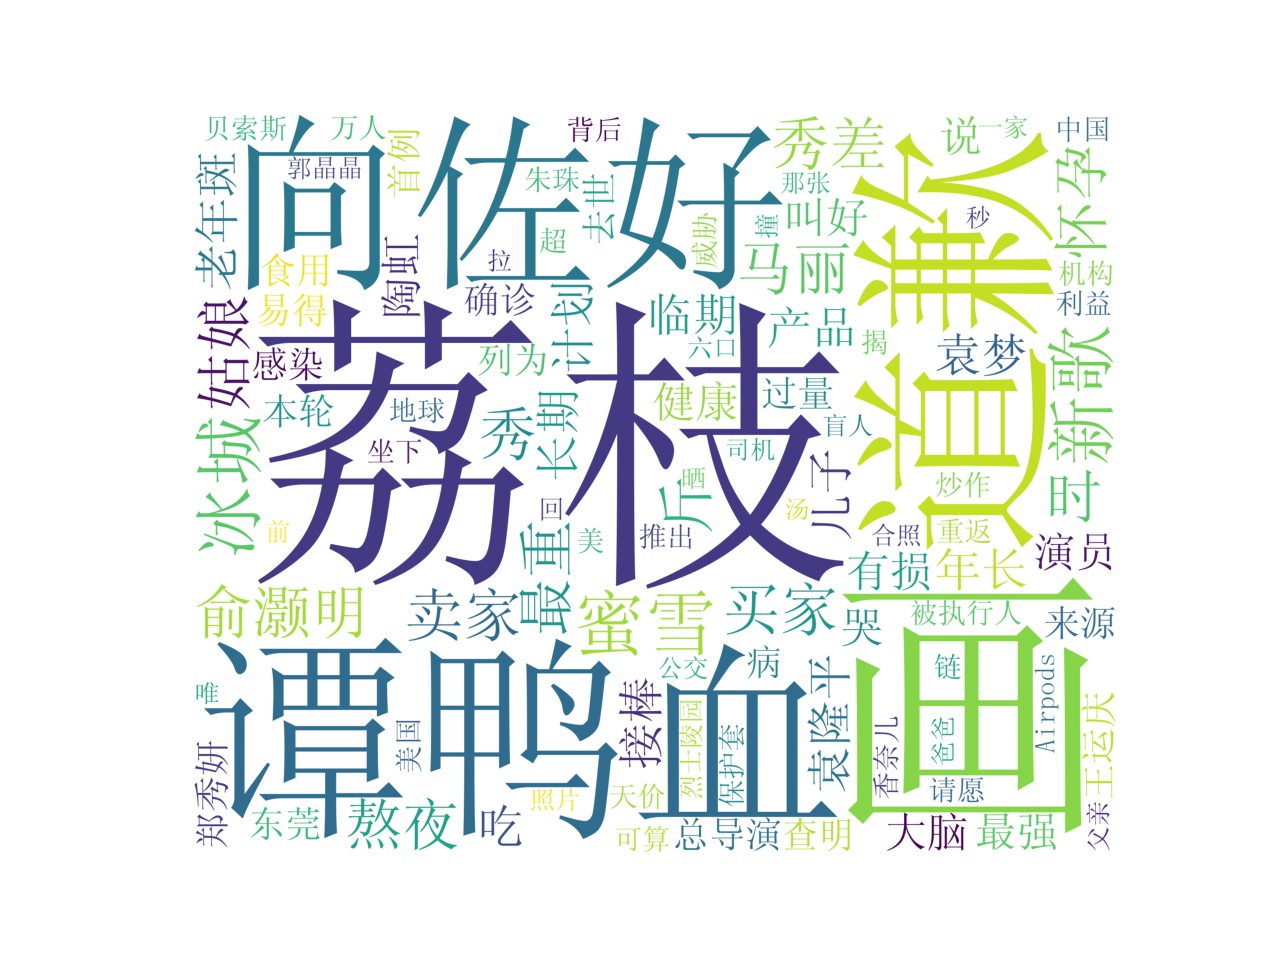 贝索斯
万人
首例
向佐好
背后
秀差
说
一家
中国
老年斑
郭晶晶
朱珠
去世
那张
兼
怀孕
食用
陶虹
拉
超
威胁
撞
叫好
秒
马丽
机构
利益
易得
确诊
计划
临期
产品
揭
袁梦
新歌
姑娘
感染
列为
六口
荔枝
本轮
地球
秀
长期
健康
过量
盲人
道
冰城
坐下
司机
斤
晒
儿子
炒作
时
前
回
美
推出
汤
合照
重返
演员
最重
有损
年长
俞灏明
卖家
蜜雪
买家
哭
被执行人
来源
画
谭鸭血
公交
病
链
Airpods
唯
接棒
烈士陵园
保护套
袁隆平
香奈儿
爸爸
王运庆
郑秀妍
美国
照片
天价
请愿
父亲
东莞
熬夜
吃
可算
总导演
查明
大脑
最强